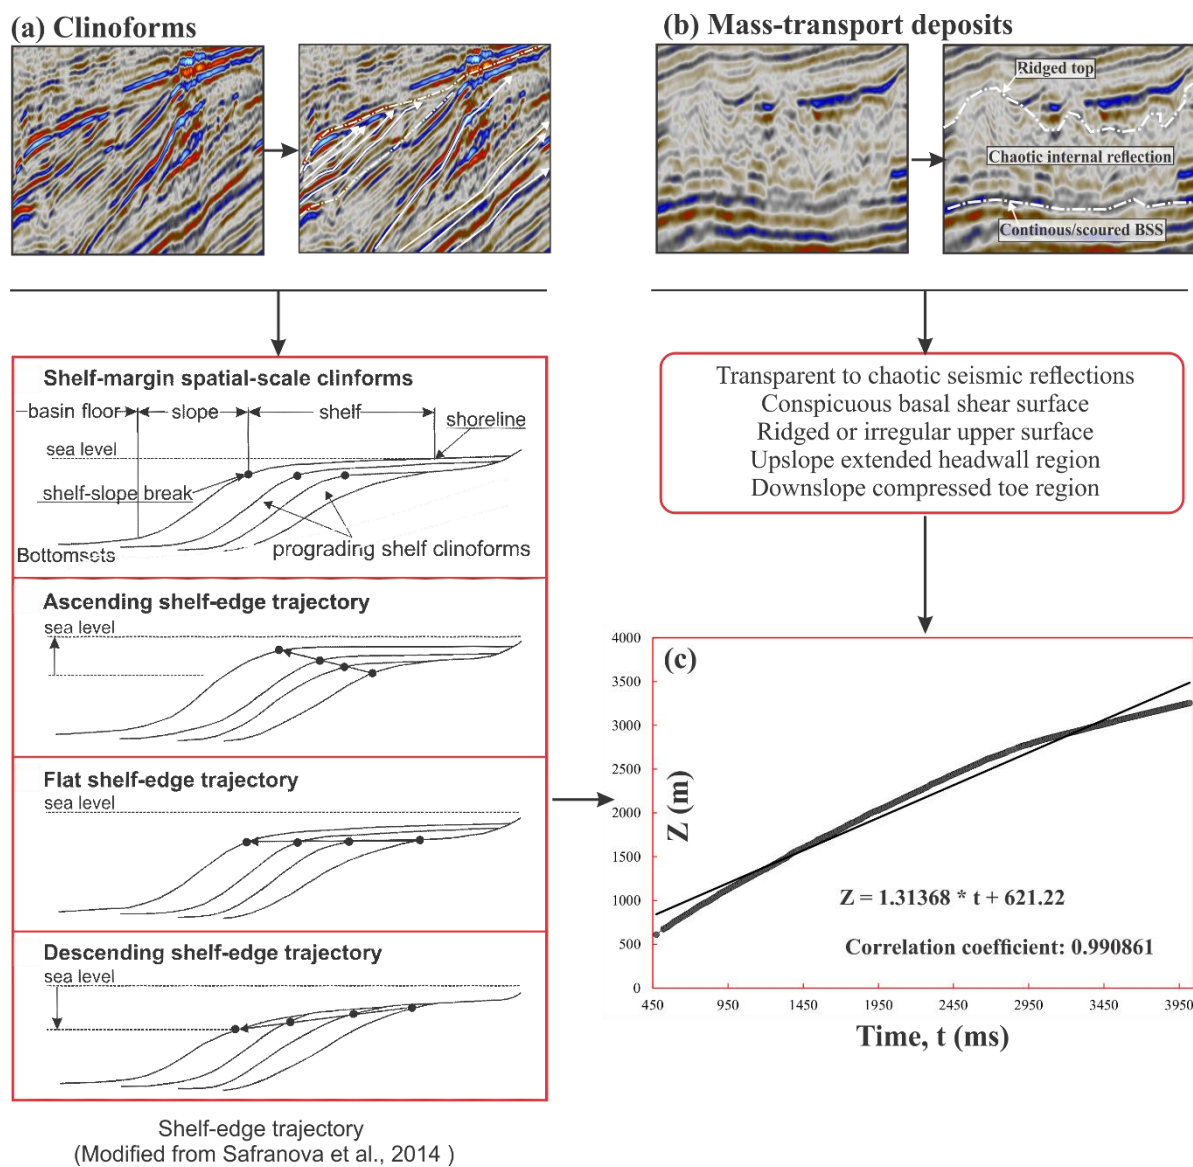 (a) Clinoforms
(b) Mass-transport deposits
Ridged top
Chaotic internal reflection
Continous/scoured BSS
Shelf-margin spatial-scale clinforms
basin floor
slope
shelf
shoreline
sea level
shelf-slope break
prograding shelf clinoforms
Bottomsets
Ascending shelf-edge trajectory
sea level
Flat shelf-edge trajectory
sea level
Descending shelf-edge trajectory
sea level
Shelf-edge trajectory
(Modified from Safranova et al., 2014 )
Transparent to chaotic seismic reflections
Conspicuous basal shear surface
Ridged or irregular upper surface
Upslope extended headwall region
Downslope compressed toe region
(c)
4000
3500
3000
2500
2000
1500
1000
500
0
Z (m)
Z = 1.31368 * t + 621.22
Correlation coefficient: 0.990861
450 950 1450 1950 2450 2950 3450 3950
Time, t (ms)